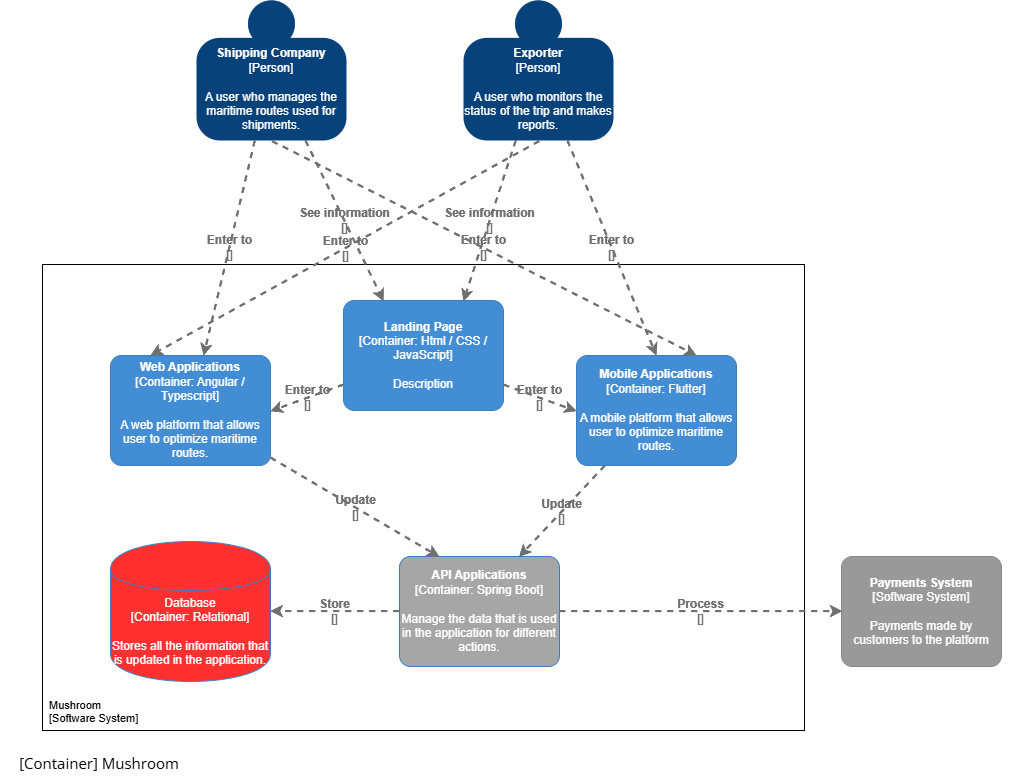 Shipping Company
[Person]
A user who manages the
maritime routes used for
shipments.
Exporter
[Person]
A user who monitors the
status of the trip and makes
reports.
See information
[]
See information
[]
Enter to
[]
Enter to
[]
Enter to
[]
Enter to
[]
Landing Page
[Container: Html / CSS /
JavaScript]
Description
Web Applications
[Container: Angular /
Typescript]
A web platform that allows
user to optimize maritime
routes.
Enter to
[]
Enter to
[]
Mobile Applications
[Container: Flutter]
A mobile platform that allows
user to optimize maritime
routes.
Update
[]
Update
[]
Database
[Container: Relational]
Stores all the information that
is updated in the application.
Store
[]
API Applications
[Container: Spring Boot]
Manage the data that is used
in the application for different
actions.
Process
[]
Payments System
[Software System]
Payments made by
customers to the platform
Mushroom
[Software System]
[Container] Mushroom